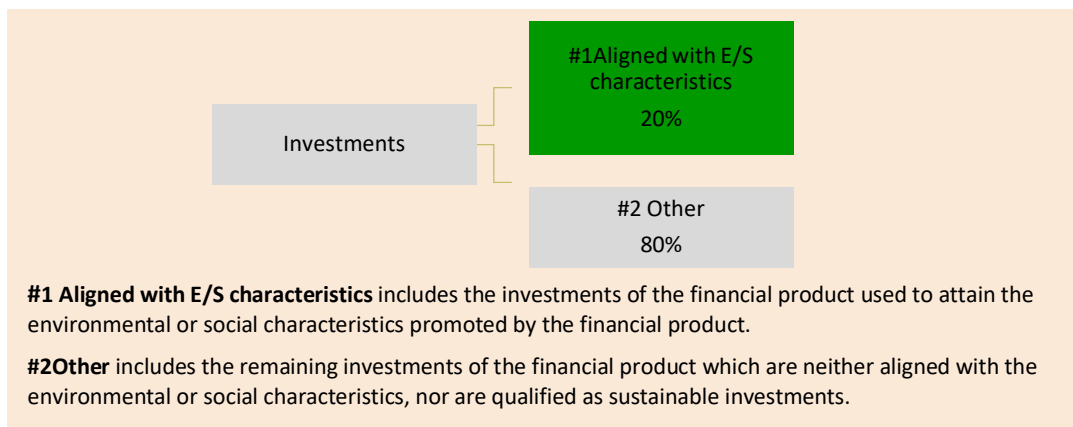 #1Aligned with E/S
characteristics
20%
Investments
#2 Other
80%
#1 Aligned with E/S characteristics includes the investments of the financial product used to attain the
environmental or social characteristics promoted by the financial product.
#2Other includes the remaining investments of the financial product which are neither aligned with the
environmental or social characteristics, nor are qualified as sustainable investments.